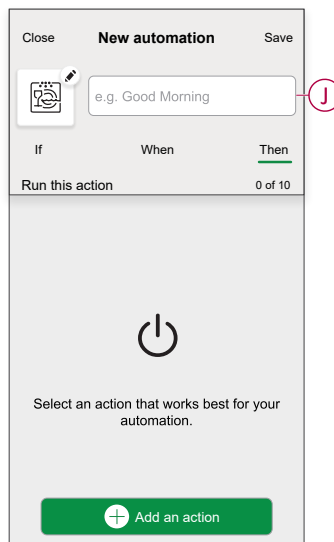 Close New automation Save
e.g. Good Morning
J
If When Then
Run this action 0 of 10
Select an action that works best for your
automation.
Add an action